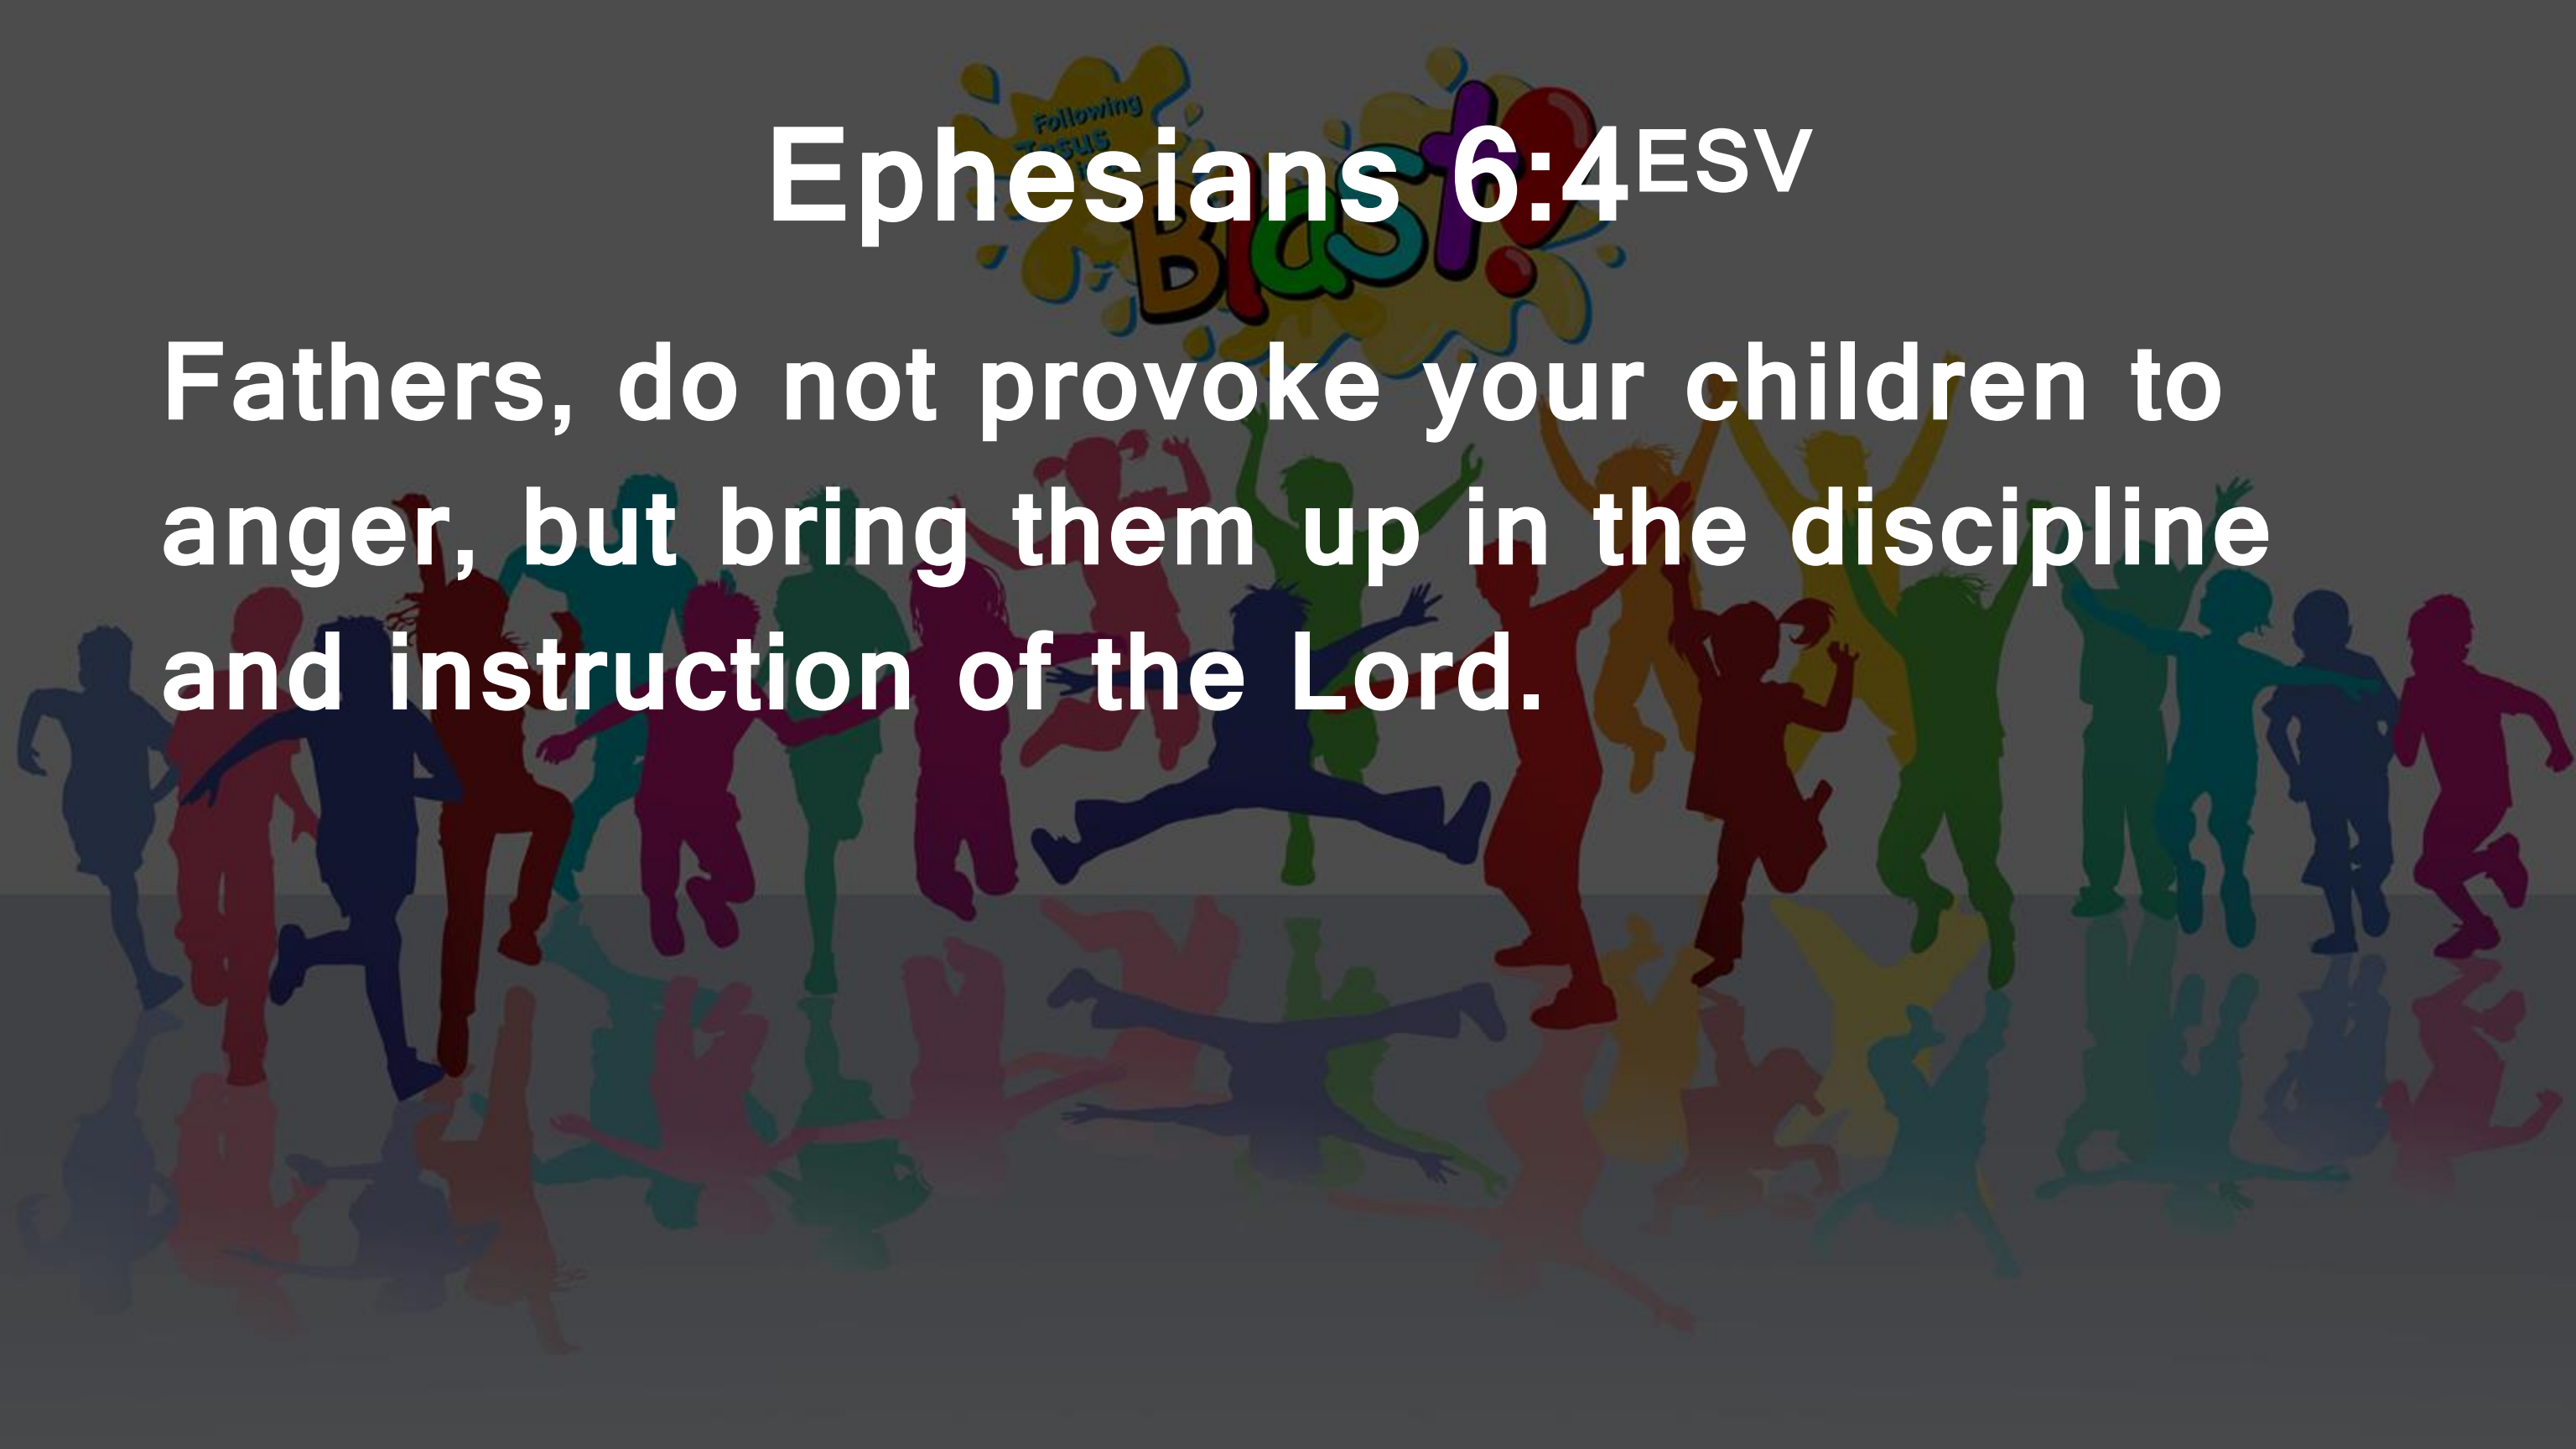 Following
Jesus
Blast!
Ephesians 6:4ESV
Fathers, do not provoke your children to
anger, but bring them up in the discipline
and instruction of the Lord.